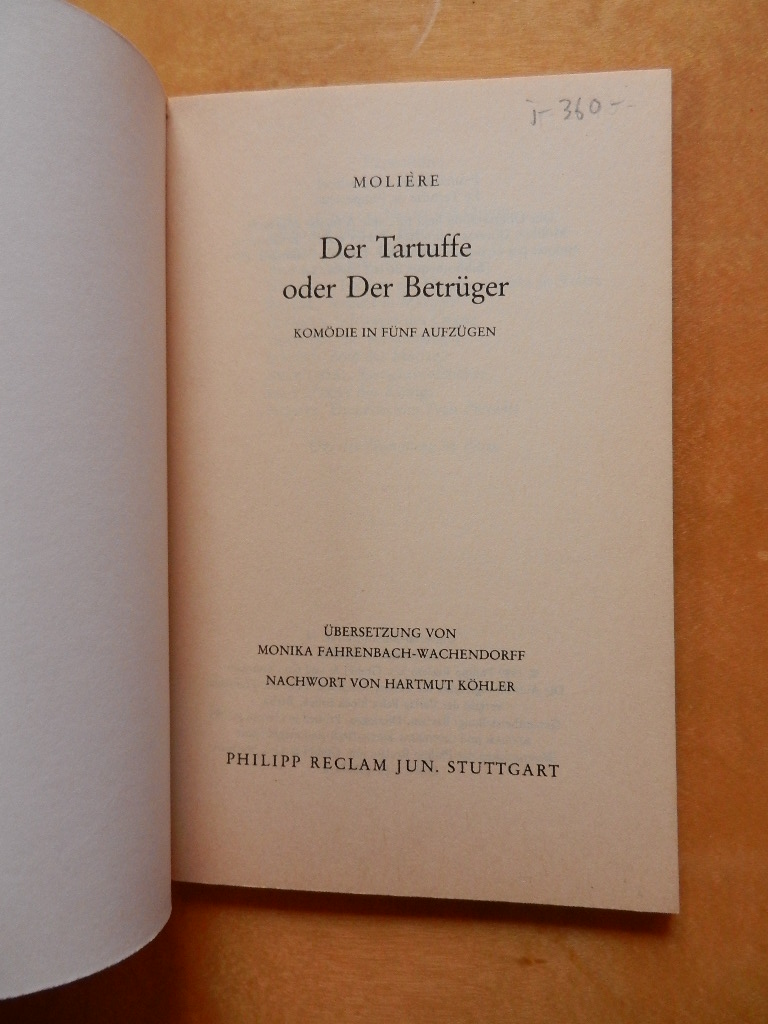 360
MOLIÈRE
Der Tartuffe
oder Der Betrüger
KOMÖDIE IN FÜNF AUFZÜGEN
ÜBERSETZUNG VON
MONIKA FAHRENBACH-WACHENDORFF
NACHWORT VON HARTMUT KÖHLER
PHILIPP RECLAM JUN. STUTTGART